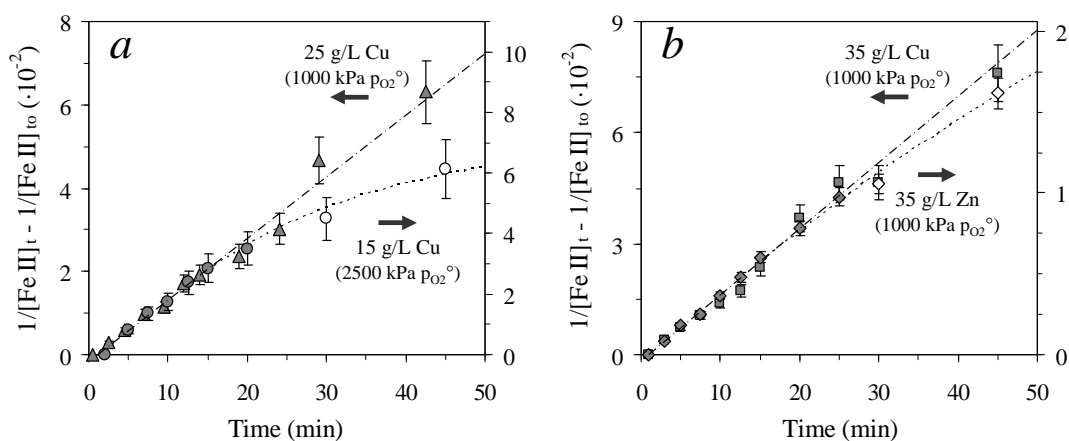 a
25 g/L Cu
(1000 kPa pO2°)
15 g/L Cu
(2500 kPa pO2°)
1/[Fe II]t - 1/[Fe II]to (·10-2)
8
6
4
2
0
10
8
6
4
2
0
0 10 20 30 40 50
Time (min)
b
35 g/L Cu
(1000 kPa pO2°)
35 g/L Zn
(1000 kPa pO2°)
1/[Fe II]t - 1/[Fe II]to (·10-2)
9
6
3
0
2
1
0
0 10 20 30 40 50
Time (min)